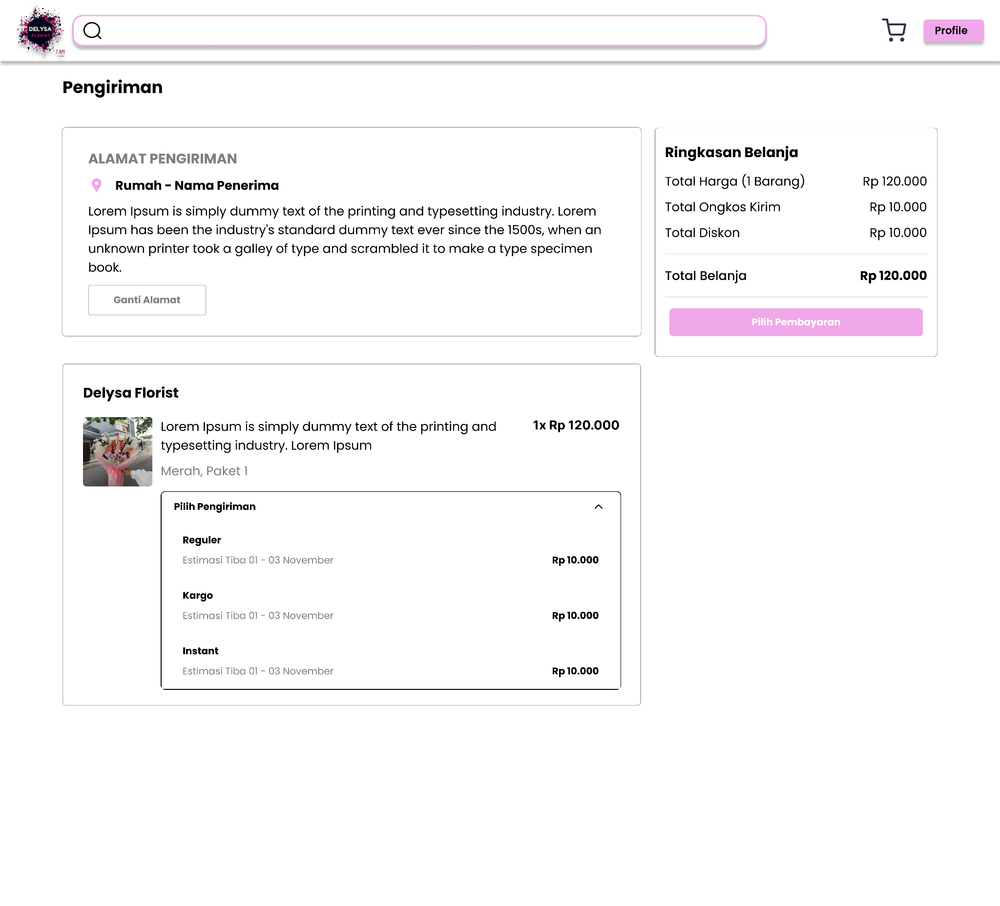 DELYSA
FLORIST
7.AM
Profile
Pengiriman
ALAMAT PENGIRIMAN
Rumah - Nama Penerima
Lorem Ipsum is simply dummy text of the printing and typesetting industry. Lorem
Ipsum has been the industry's standard dummy text ever since the 1500s, when an
unknown printer took a galley of type and scrambled it to make a type specimen
book.
Ganti Alamat
Ringkasan Belanja
Total Harga (1 Barang) Rp 120.000
Total Ongkos Kirim Rp 10.000
Total Diskon Rp 10.000
Total Belanja Rp 120.000
Pilih Pembayaran
Delysa Florist
Lorem Ipsum is simply dummy text of the printing and 1x Rp 120.000
typesetting industry. Lorem Ipsum
Merah, Paket 1
Pilih Pengiriman
Reguler
Estimasi Tiba 01 - 03 November Rp 10.000
Kargo
Estimasi Tiba 01 - 03 November Rp 10.000
Instant
Estimasi Tiba 01 - 03 November Rp 10.000